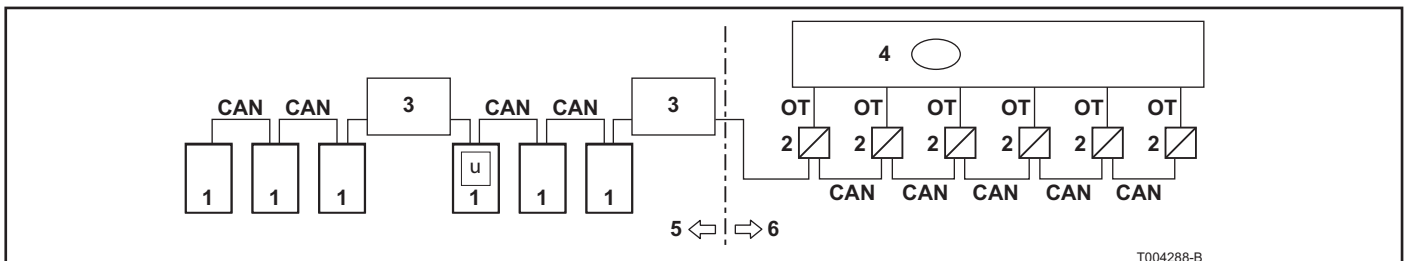 4
3
3
CAN CAN
CAN CAN
OT OT OT OT OT OT
2 2 2 2 2 2
u
1 1 1 1 1 1
CAN CAN CAN CAN CAN
5 6
T004288-B